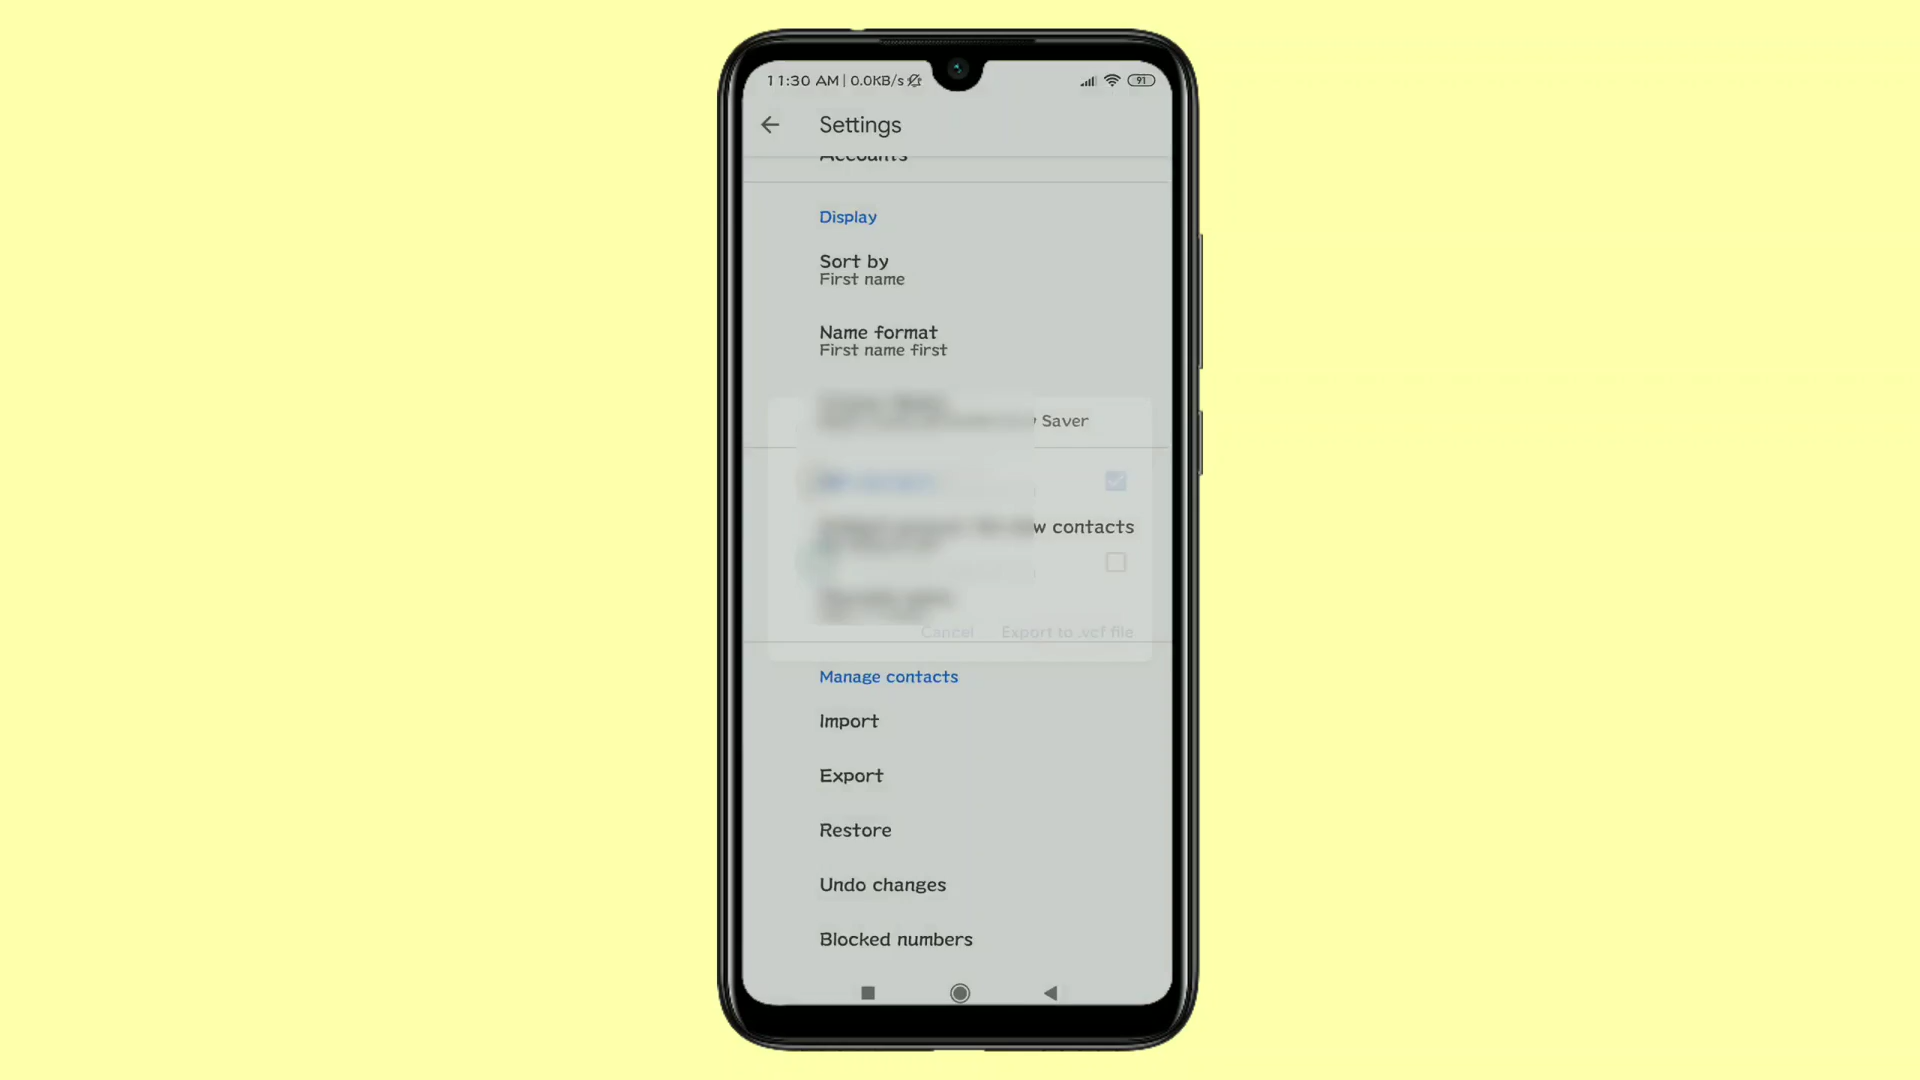 11:30 AM | 0.0KB/s
91
Settings
Accounts
Display
Sort by
First name
Name format
First name first
Saver
w contacts
Cancel Export to .vcf file
Manage contacts
Import
Export
Restore
Undo changes
Blocked numbers